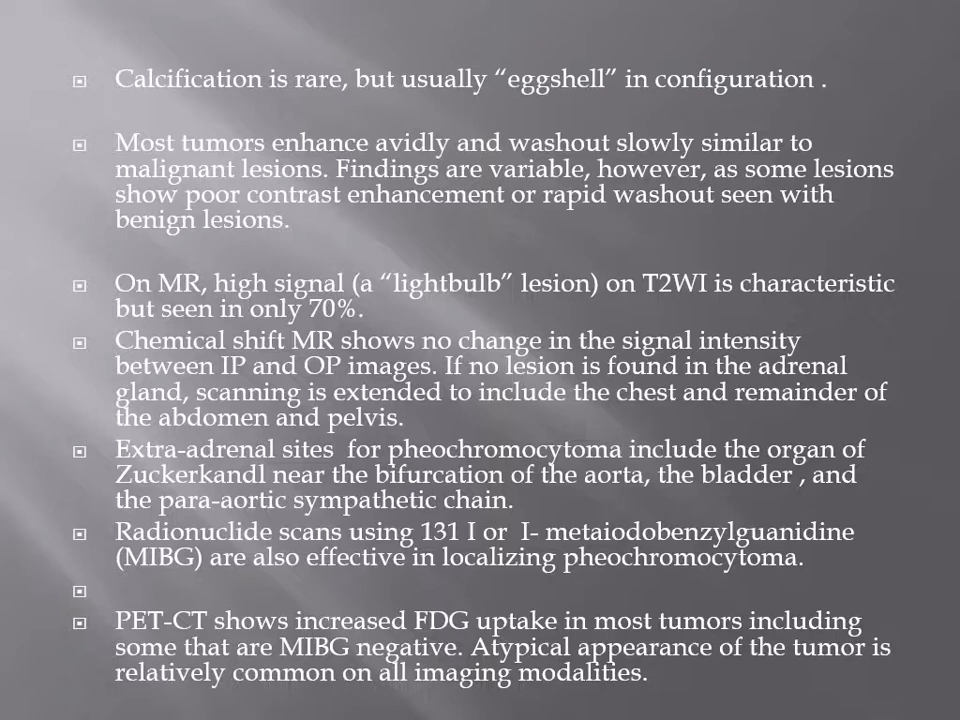 Calcification is rare, but usually “eggshell” in configuration .
Most tumors enhance avidly and washout slowly similar to
malignant lesions. Findings are variable, however, as some lesions
show poor contrast enhancement or rapid washout seen with
benign lesions.
On MR, high signal (a “lightbulb” lesion) on T2WI is characteristic
but seen in only 70%.
Chemical shift MR shows no change in the signal intensity
between IP and OP images. If no lesion is found in the adrenal
gland, scanning is extended to include the chest and remainder of
the abdomen and pelvis.
Extra-adrenal sites  for pheochromocytoma include the organ of
Zuckerkandl near the bifurcation of the aorta, the bladder , and
the para-aortic sympathetic chain.
Radionuclide scans using 131 I or  I- metaiodobenzylguanidine
(MIBG) are also effective in localizing pheochromocytoma.
PET-CT shows increased FDG uptake in most tumors including
some that are MIBG negative. Atypical appearance of the tumor is
relatively common on all imaging modalities.